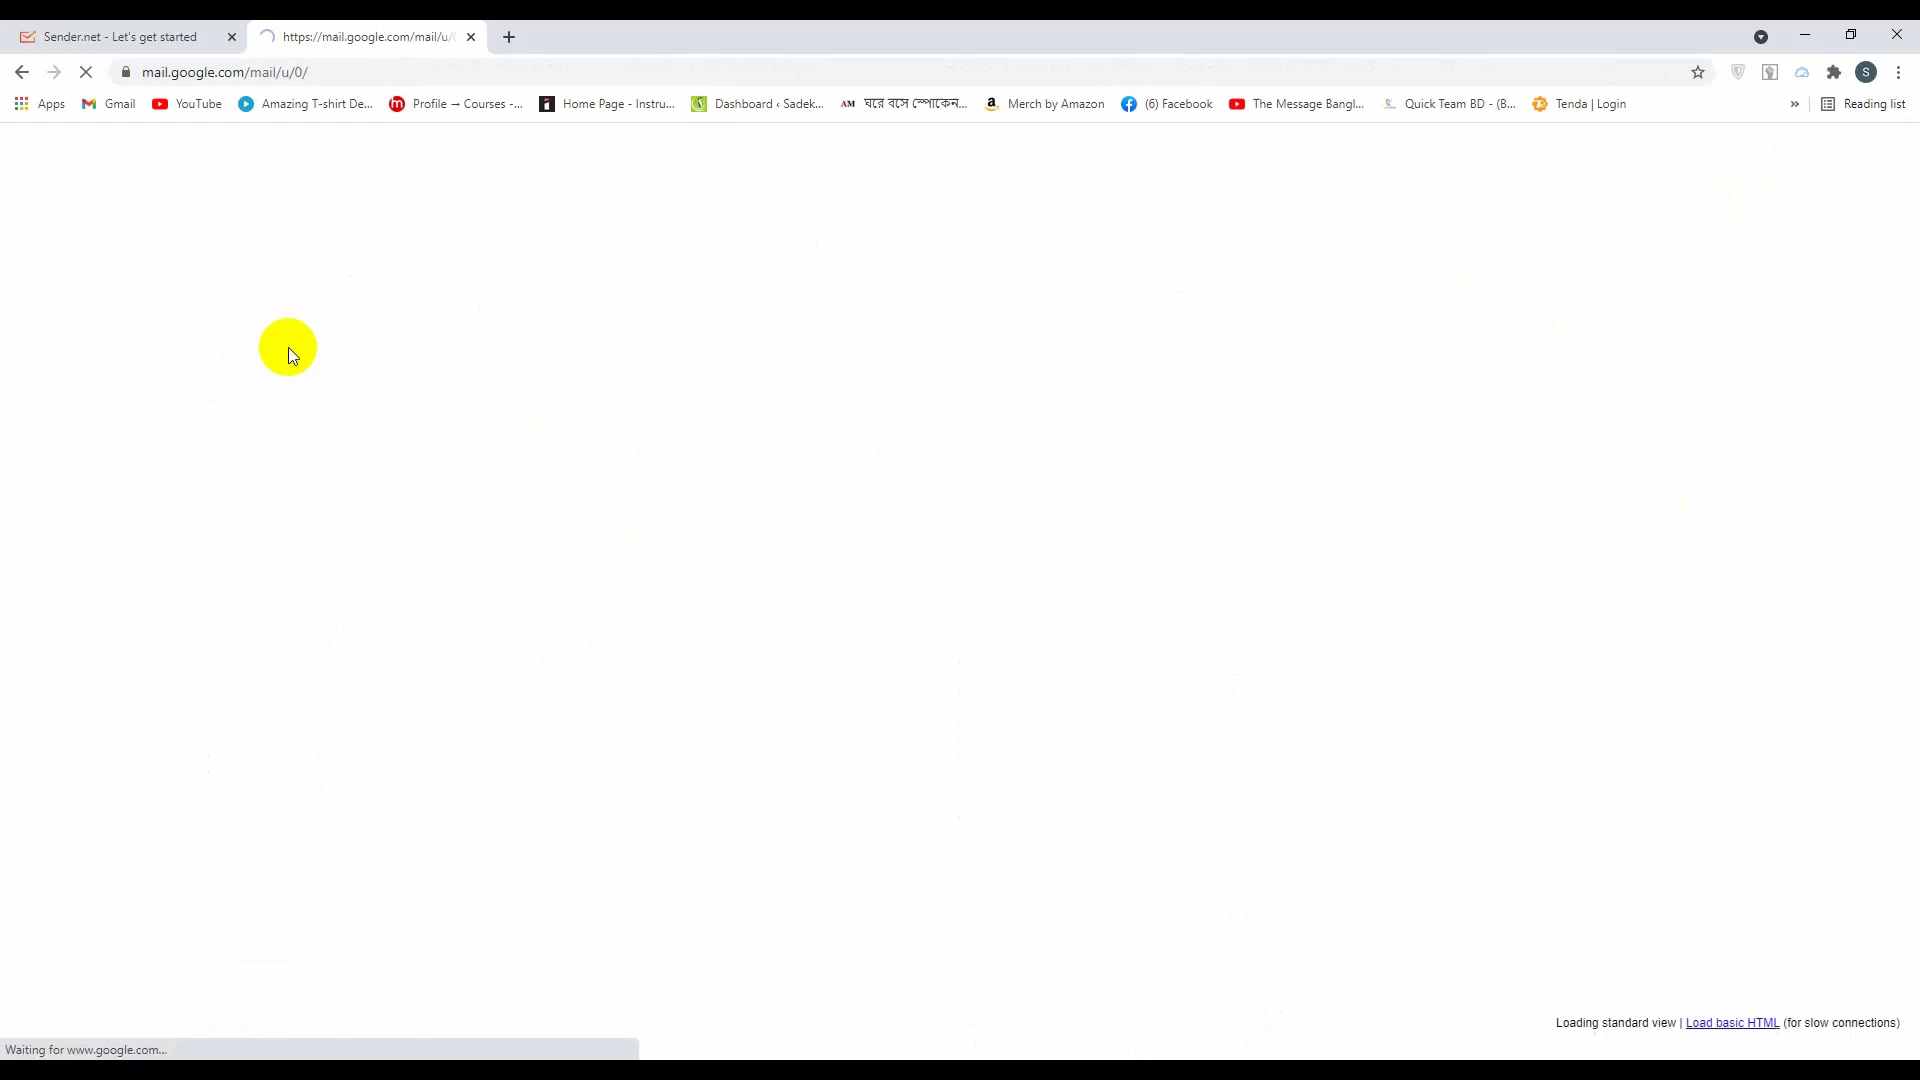 Sender.net - Let's get started
https://mail.google.com/mail/u/0
mail.google.com/mail/u/0/
Apps Gmail YouTube Amazing T-shirt De... Profile → Courses -... Home Page - Instru... Dashboard ‹ Sadek... AM ঘরে বসে স্পোকেন... Merch by Amazon (6) Facebook The Message Bangl... Quick Team BD - (B... Tenda | Login » Reading list
S
Loading standard view | Load basic HTML (for slow connections)
Waiting for www.google.com...